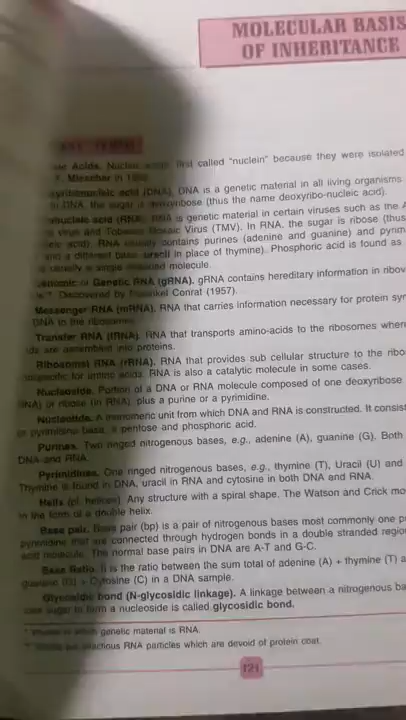 MOLECULAR BASIS
OF INHERITANCE
Acids. Nucleic acids first called "nuclein" because they were isolated
Miescher in
acid (DNA). DNA is a genetic material in all living organisms
In DNA, the sugar is deoxyribose (thus the name deoxyribo-nucleic acid).
acid (RNA). RNA is genetic material in certain viruses such as the
Virus and Tobacco Mosaic Virus (TMV). In RNA, the sugar is ribose (thus
acid). RNA usually contains purines (adenine and guanine) and
and a different base uracil in place of thymine). Phosphoric acid is found as
is usually a single stranded molecule.
or Genetic RNA (gRNA). gRNA contains hereditary information in
Discovered by Fraenkel Conrat (1957).
Messenger RNA (mRNA). RNA that carries information necessary for protein
DNA to the ribosomes.
Transfer RNA (tRNA). RNA that transports amino-acids to the ribosomes
are assembled into proteins.
Ribosomal RNA (rRNA). RNA that provides sub cellular structure to the
for amino acids. RNA is also a catalytic molecule in some cases.
Nucleoside. Portion of a DNA or RNA molecule composed of one deoxyribose
or ribose (in RNA), plus a purine or a pyrimidine.
Nucleotide. A monomeric unit from which DNA and RNA is constructed. It
or pyrimidine base, a pentose and phosphoric acid.
Purines. Two ringed nitrogenous bases, e.g., adenine (A), guanine (G). Both
DNA and RNA.
Pyrimidines. One ringed nitrogenous bases, e.g., thymine (T), Uracil (U) and
Thymine is found in DNA, uracil in RNA and cytosine in both DNA and RNA.
Helix (pl. helices). Any structure with a spiral shape. The Watson and Crick
in the form of a double helix.
Base pair. Base pair (bp) is a pair of nitrogenous bases most commonly one
pyrimidine that are connected through hydrogen bonds in a double stranded
acid molecule. The normal base pairs in DNA are A-T and G-C.
Base Ratio. It is the ratio between the sum total of adenine (A) + thymine (T)
guanine (G) + Cytosine (C) in a DNA sample.
Glycosidic bond (N-glycosidic linkage). A linkage between a nitrogenous
sugar to form a nucleoside is called glycosidic bond.
* Viruses in which genetic material is RNA.
** are infectious RNA particles which are devoid of protein coat.
121